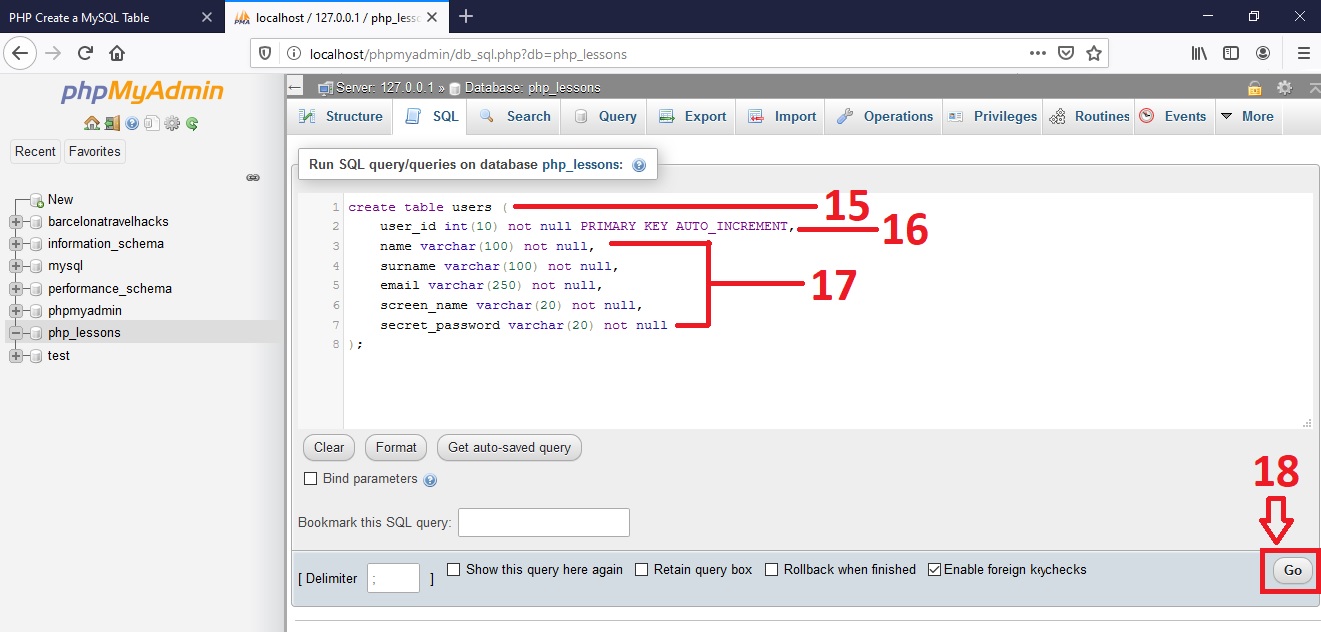 PHP Create a MySQL Table
localhost / 127.0.0.1 / php_less
localhost/phpmyadmin/db_sql.php?db=php_lessons
phpMyAdmin
Recent Favorites
New
barcelonatravelhacks
information_schema
mysql
performance_schema
phpmyadmin
php_lessons
test
Server: 127.0.0.1 » Database: php_lessons
Structure SQL Search Query Export Import Operations Privileges Routines Events More
Run SQL query/queries on database php_lessons:
1 create table users ( 15
2 user_id int(10) not null PRIMARY KEY AUTO_INCREMENT, 16
3 name varchar(100) not null,
4 surname varchar(100) not null,
5 email varchar(250) not null, 17
6 screen_name varchar(20) not null,
7 secret_password varchar(20) not null
8 );
Clear Format Get auto-saved query
Bind parameters
18
Bookmark this SQL query:
[ Delimiter ; ] Show this query here again Retain query box Rollback when finished Enable foreign key checks Go